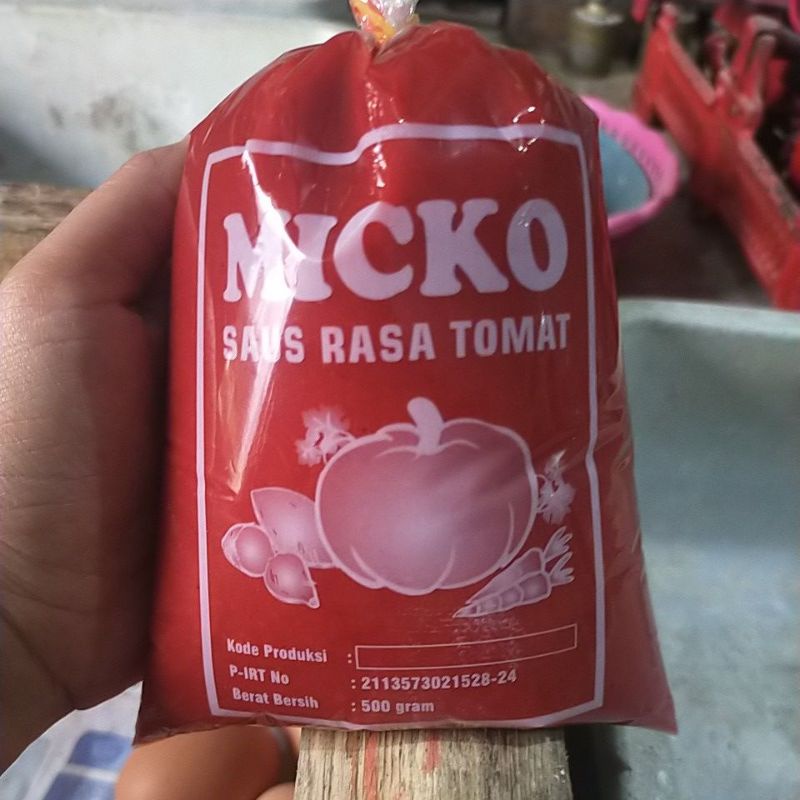 MICKO
SAUS RASA TOMAT
Kode Produksi :
P-IRT No : 2113573021528-24
Berat Bersih : 500 gram